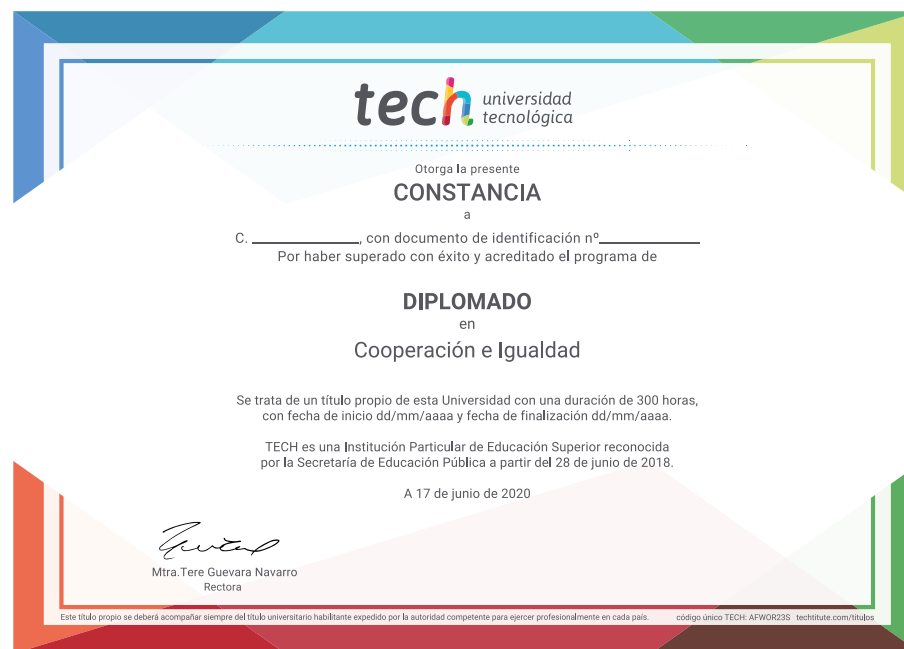 tech universidad
tecnológica
Otorga la presente
CONSTANCIA
a
C. ____________, con documento de identificación nº____________
Por haber superado con éxito y acreditado el programa de
DIPLOMADO
en
Cooperación e Igualdad
Se trata de un título propio de esta Universidad con una duración de 300 horas,
con fecha de inicio dd/mm/aaaa y fecha de finalización dd/mm/aaaa.
TECH es una Institución Particular de Educación Superior reconocida
por la Secretaría de Educación Pública a partir del 28 de junio de 2018.
A 17 de junio de 2020
Mtra.Tere Guevara Navarro
Rectora
Este título propio se deberá acompañar siempre del título universitario habilitante expedido por la autoridad competente para ejercer profesionalmente en cada país. código único TECH: AFWOR23S techtitute.com/titulos